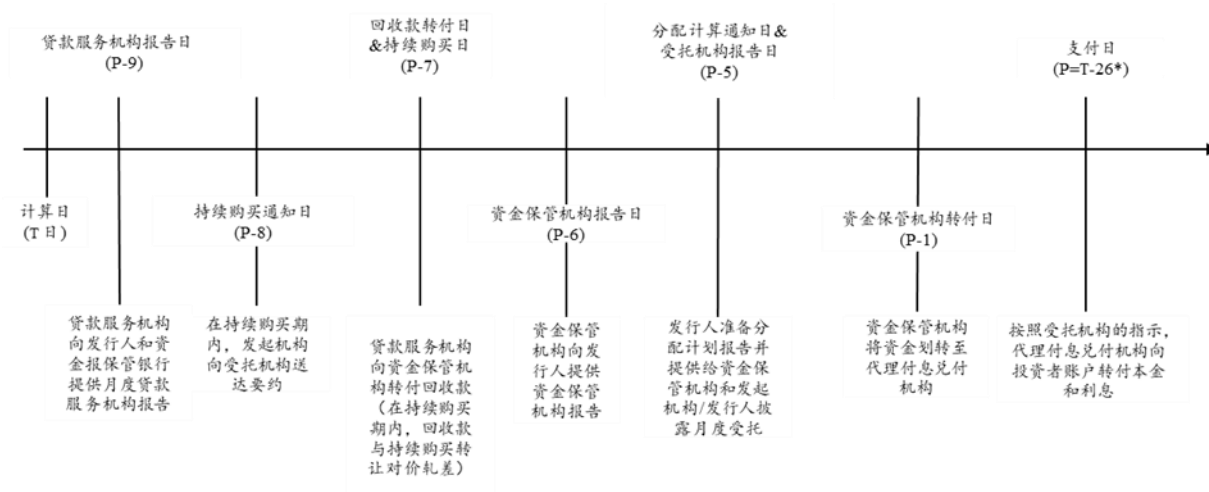 贷款服务机构报告日
(P-9)
回收款转付日
&持续购买日
(P-7)
分配计算通知日&
受托机构报告日
(P-5)
支付日
(P=T-26*)
计算日
(T 日)
持续购买通知日
(P-8)
资金保管机构报告日
(P-6)
资金保管机构转付日
(P-1)
贷款服务机构
向发行人和资
金报保管银行
提供月度贷款
服务机构报告
在持续购买期
内，发起机构
向受托机构送
达要约
贷款服务机构
向资金保管机
构转付回收款
（在持续购买
期内，回收款
与持续购买转
让对价轧差）
资金保管
机构向发
行人提供
资金保管
机构报告
发行人准备分
配计划报告并
提供给资金保
管机构和发起
机构/发行人披
露月度受托
资金保管机构
将资金划转至
代理付息兑付
机构
按照受托机构的指示，
代理付息兑付机构向
投资者账户转付本金
和利息